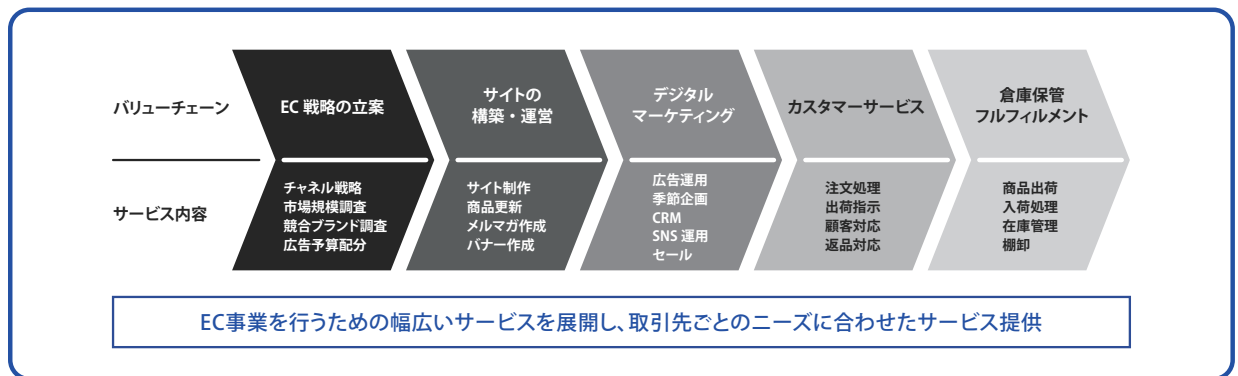 バリューチェーン
EC 戦略の立案
サイトの
構築・運営
デジタル
マーケティング
カスタマーサービス
倉庫保管
フルフィルメント
サービス内容
チャネル戦略
市場規模調査
競合ブランド調査
広告予算配分
サイト制作
商品更新
メルマガ作成
バナー作成
広告運用
季節企画
CRM
SNS 運用
セール
注文処理
出荷指示
顧客対応
返品対応
商品出荷
入荷処理
在庫管理
棚卸
EC事業を行うための幅広いサービスを展開し、取引先ごとのニーズに合わせたサービス提供